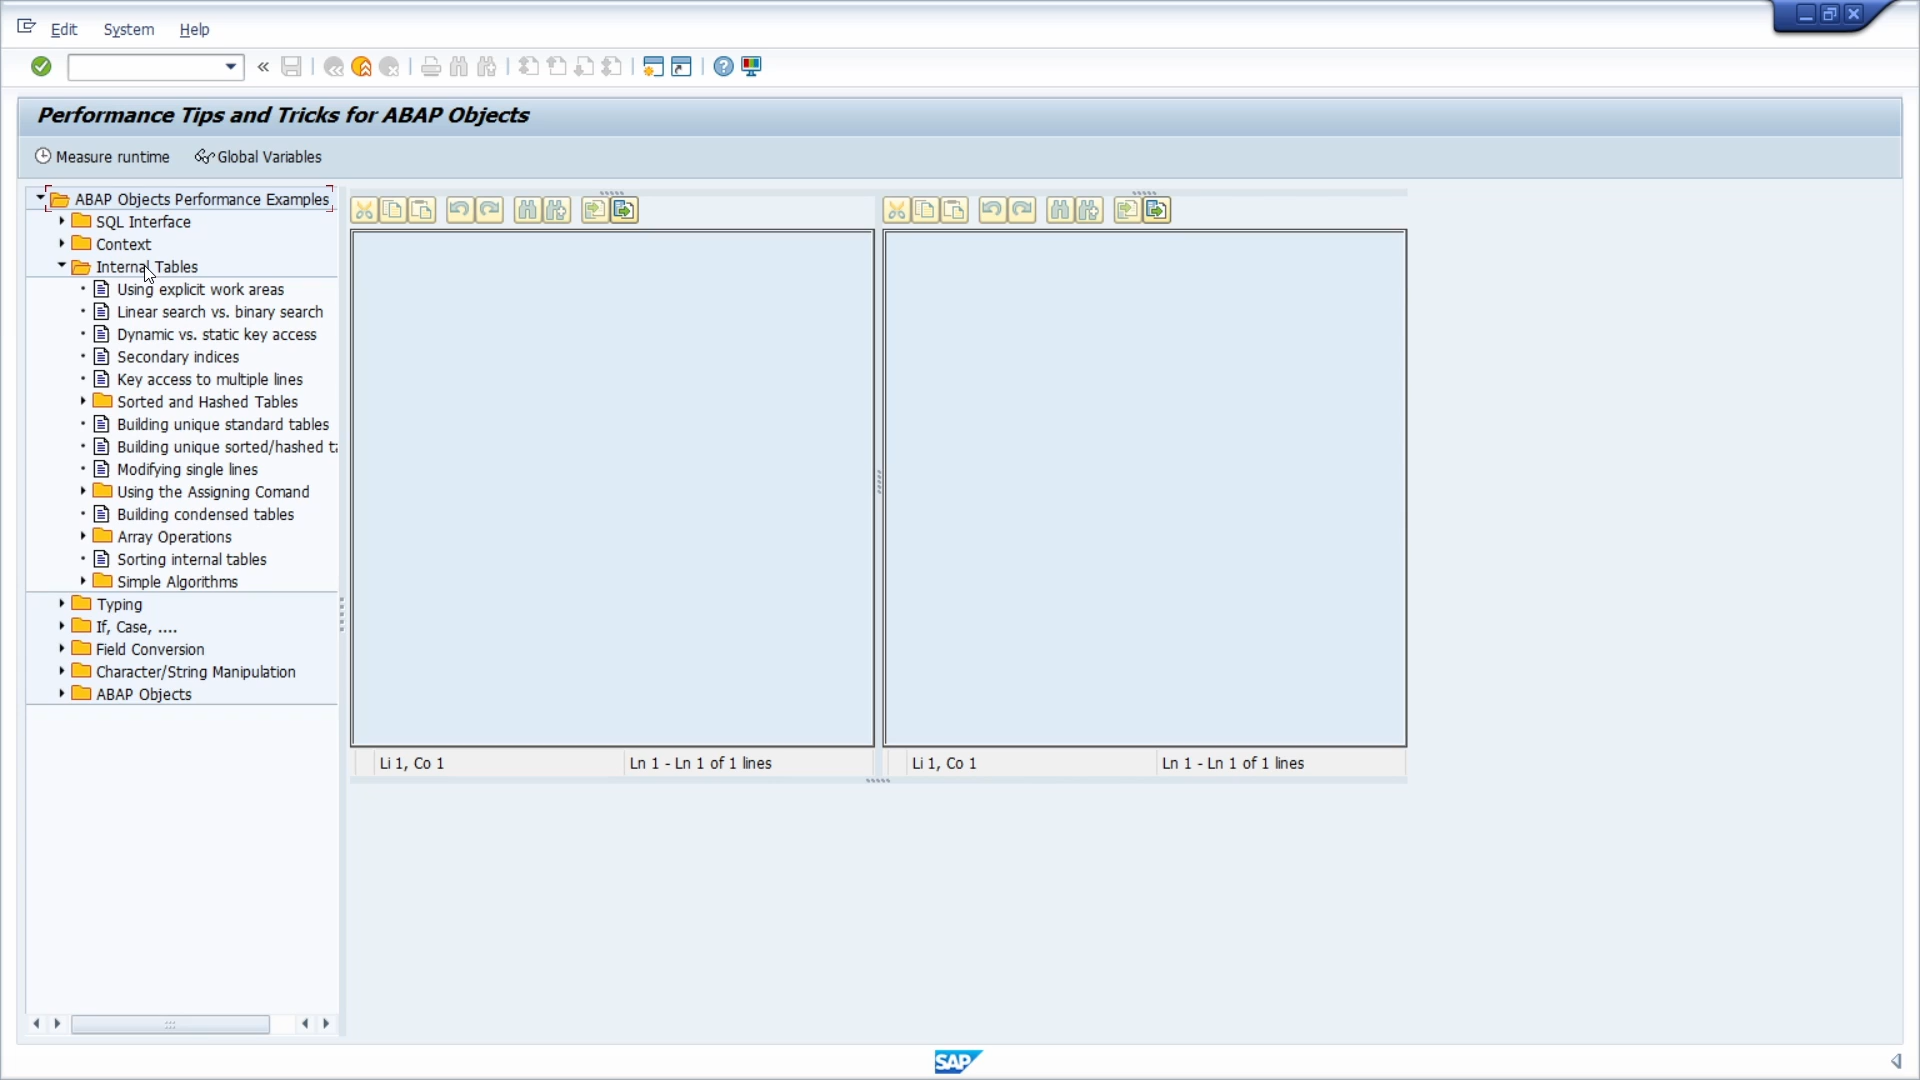 Edit System Help
Performance Tips and Tricks for ABAP Objects
Measure runtime Global Variables
ABAP Objects Performance Examples
SQL Interface
Context
Internal Tables
Using explicit work areas
Linear search vs. binary search
Dynamic vs. static key access
Secondary indices
Key access to multiple lines
Sorted and Hashed Tables
Building unique standard tables
Building unique sorted/hashed ta
Modifying single lines
Using the Assigning Comand
Building condensed tables
Array Operations
Sorting internal tables
Simple Algorithms
Typing
If, Case, ....
Field Conversion
Character/String Manipulation
ABAP Objects
Li 1, Co 1 Ln 1 - Ln 1 of 1 lines Li 1, Co 1 Ln 1 - Ln 1 of 1 lines
SAP